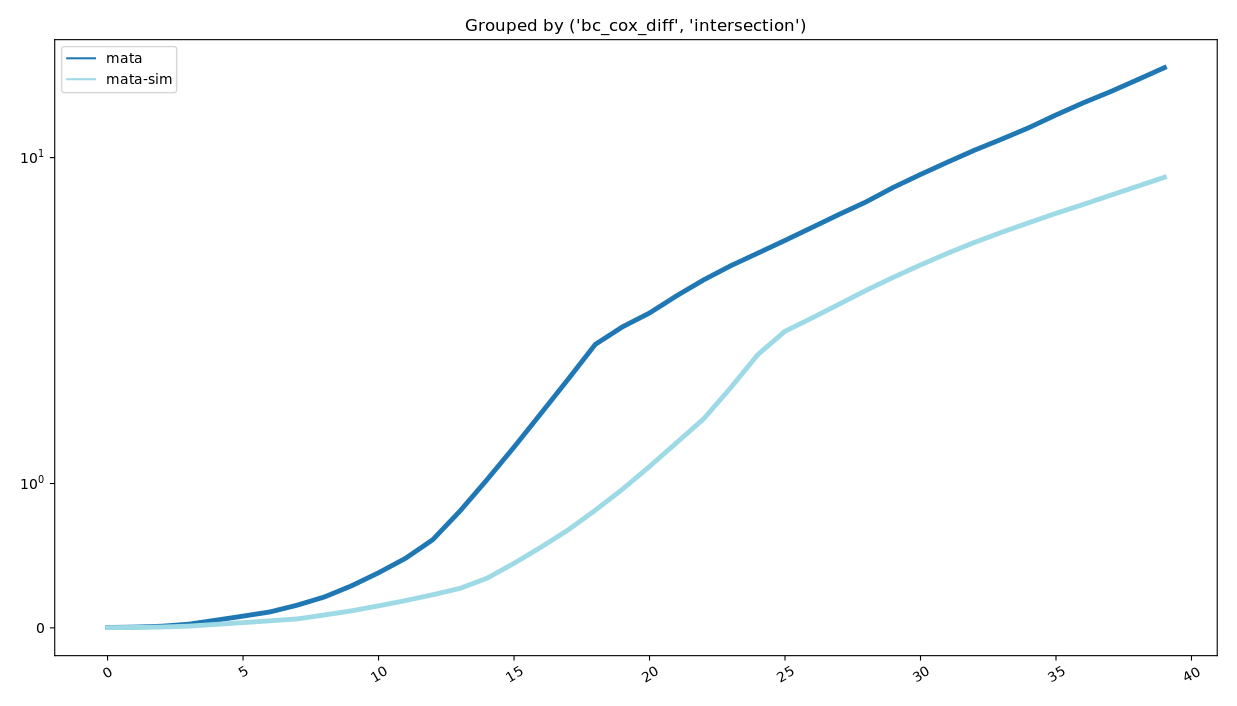 Grouped by ('bc_cox_diff', 'intersection')
mata
mata-sim
10¹
10⁰
0
0 5 10 15 20 25 30 35 40